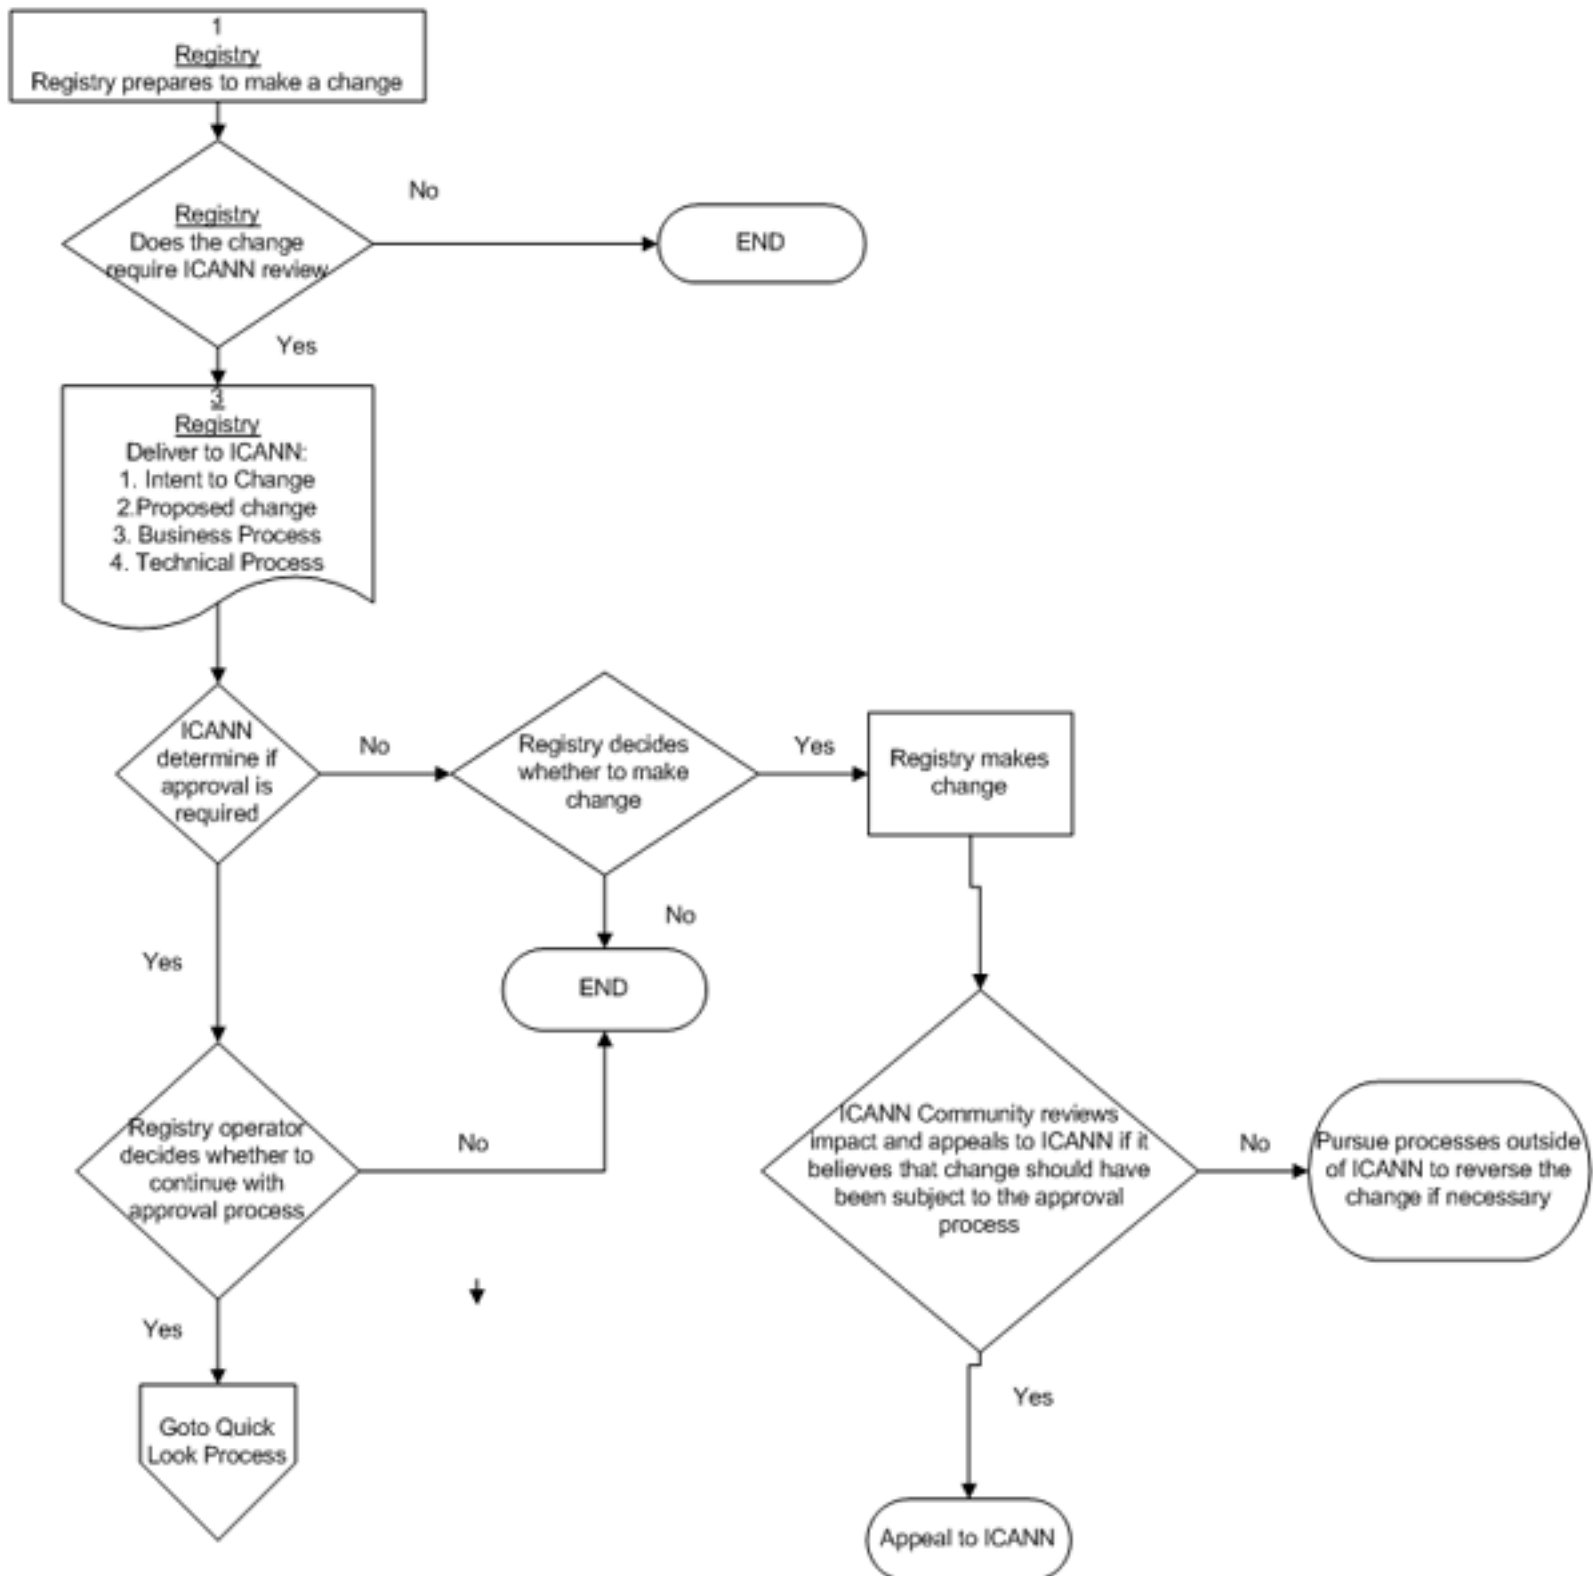 1
Registry
Registry prepares to make a change
No
Registry
Does the change
require ICANN review
END
Yes
3
Registry
Deliver to ICANN:
1. Intent to Change
2.Proposed change
3. Business Process
4. Technical Process
ICANN
determine if
approval is
required
No
Registry decides
whether to make
change
Yes
Registry makes
change
No
Yes
END
ICANN Community reviews
impact and appeals to ICANN if it
believes that change should have
been subject to the approval
process
No
Pursue processes outside
of ICANN to reverse the
change if necessary
Registry operator
decides whether to
continue with
approval process
No
Yes
Yes
Goto Quick
Look Process
Appeal to ICANN